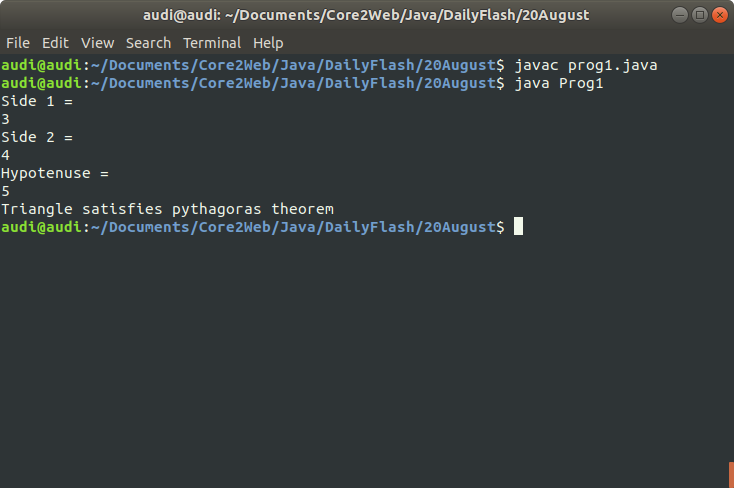 audi@audi: ~/Documents/Core2Web/Java/DailyFlash/20August
File Edit View Search Terminal Help
audi@audi:~/Documents/Core2Web/Java/DailyFlash/20August$ javac prog1.java
audi@audi:~/Documents/Core2Web/Java/DailyFlash/20August$ java Prog1
Side 1 =
3
Side 2 =
4
Hypotenuse =
5
Triangle satisfies pythagoras theorem
audi@audi:~/Documents/Core2Web/Java/DailyFlash/20August$